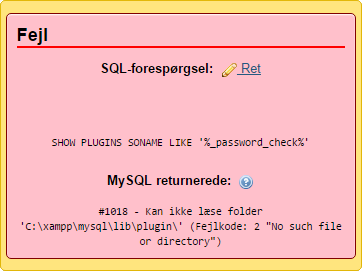 Fejl
SQL-forespørgsel: Ret
SHOW PLUGINS SONAME LIKE '%_password_check%'
MySQL returnerede:
#1018 - Kan ikke læse folder
'C:\xampp\mysql\lib\plugin\' (Fejlkode: 2 "No such file
or directory")